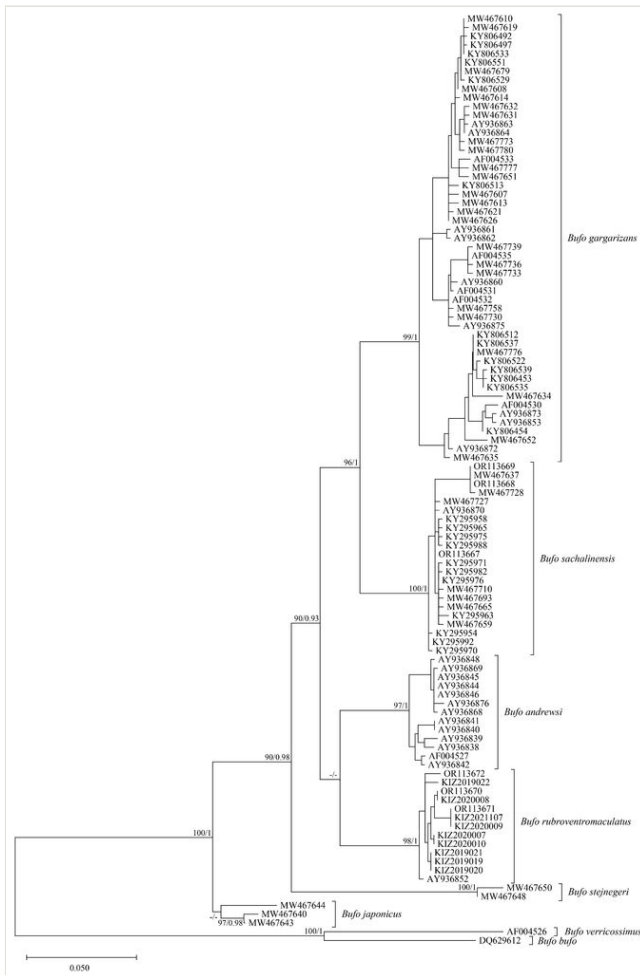 MW467610
MW467619
KY806492
KY806497
KY806533
KY806551
MW467679
KY806529
MW467608
MW467614
MW467632
MW467631
AY936863
AY936864
MW467773
MW467780
AF004533
MW467777
MW467651
KY806513
MW467607
MW467613
MW467621
MW467626
AY936861
AY936862
MW467739
AF004535
MW467736
MW467733
AY936860
AF004531
AF004532
MW467758
MW467730
AY936875
KY806512
KY806537
MW467776
KY806522
KY806539
KY806453
KY806535
MW467634
AF004530
AY936873
AY936853
KY806454
MW467652
AY936872
MW467635
Bufo gargarizans
99/1
96/1
OR113669
MW467637
OR113668
MW467728
MW467727
AY936870
KY295958
KY295965
KY295975
KY295988
OR113667
KY295971
KY295982
KY295976
MW467710
MW467693
MW467665
KY295963
MW467659
KY295954
KY295992
KY295970
Bufo sachalinensis
100/1
90/0.93
AY936848
AY936869
AY936845
AY936844
AY936846
AY936876
AY936868
AY936841
AY936840
AY936839
AY936838
AF004527
AY936842
Bufo andrewsi
97/1
90/0.98
-/-
OR113672
KIZ2019022
OR113670
KIZ2020008
OR113671
KIZ2021107
KIZ2020009
KIZ2020007
KIZ2020010
KIZ2019021
KIZ2019019
KIZ2019020
AY936852
Bufo rubroventromaculatus
98/1
100/1
100/1
MW467650
MW467648
Bufo stejnegeri
MW467644
MW467640
MW467643
Bufo japonicus
-/-
97/0.98
100/1
AF004526
Bufo verricossimus
DQ629612
Bufo bufo
0.050